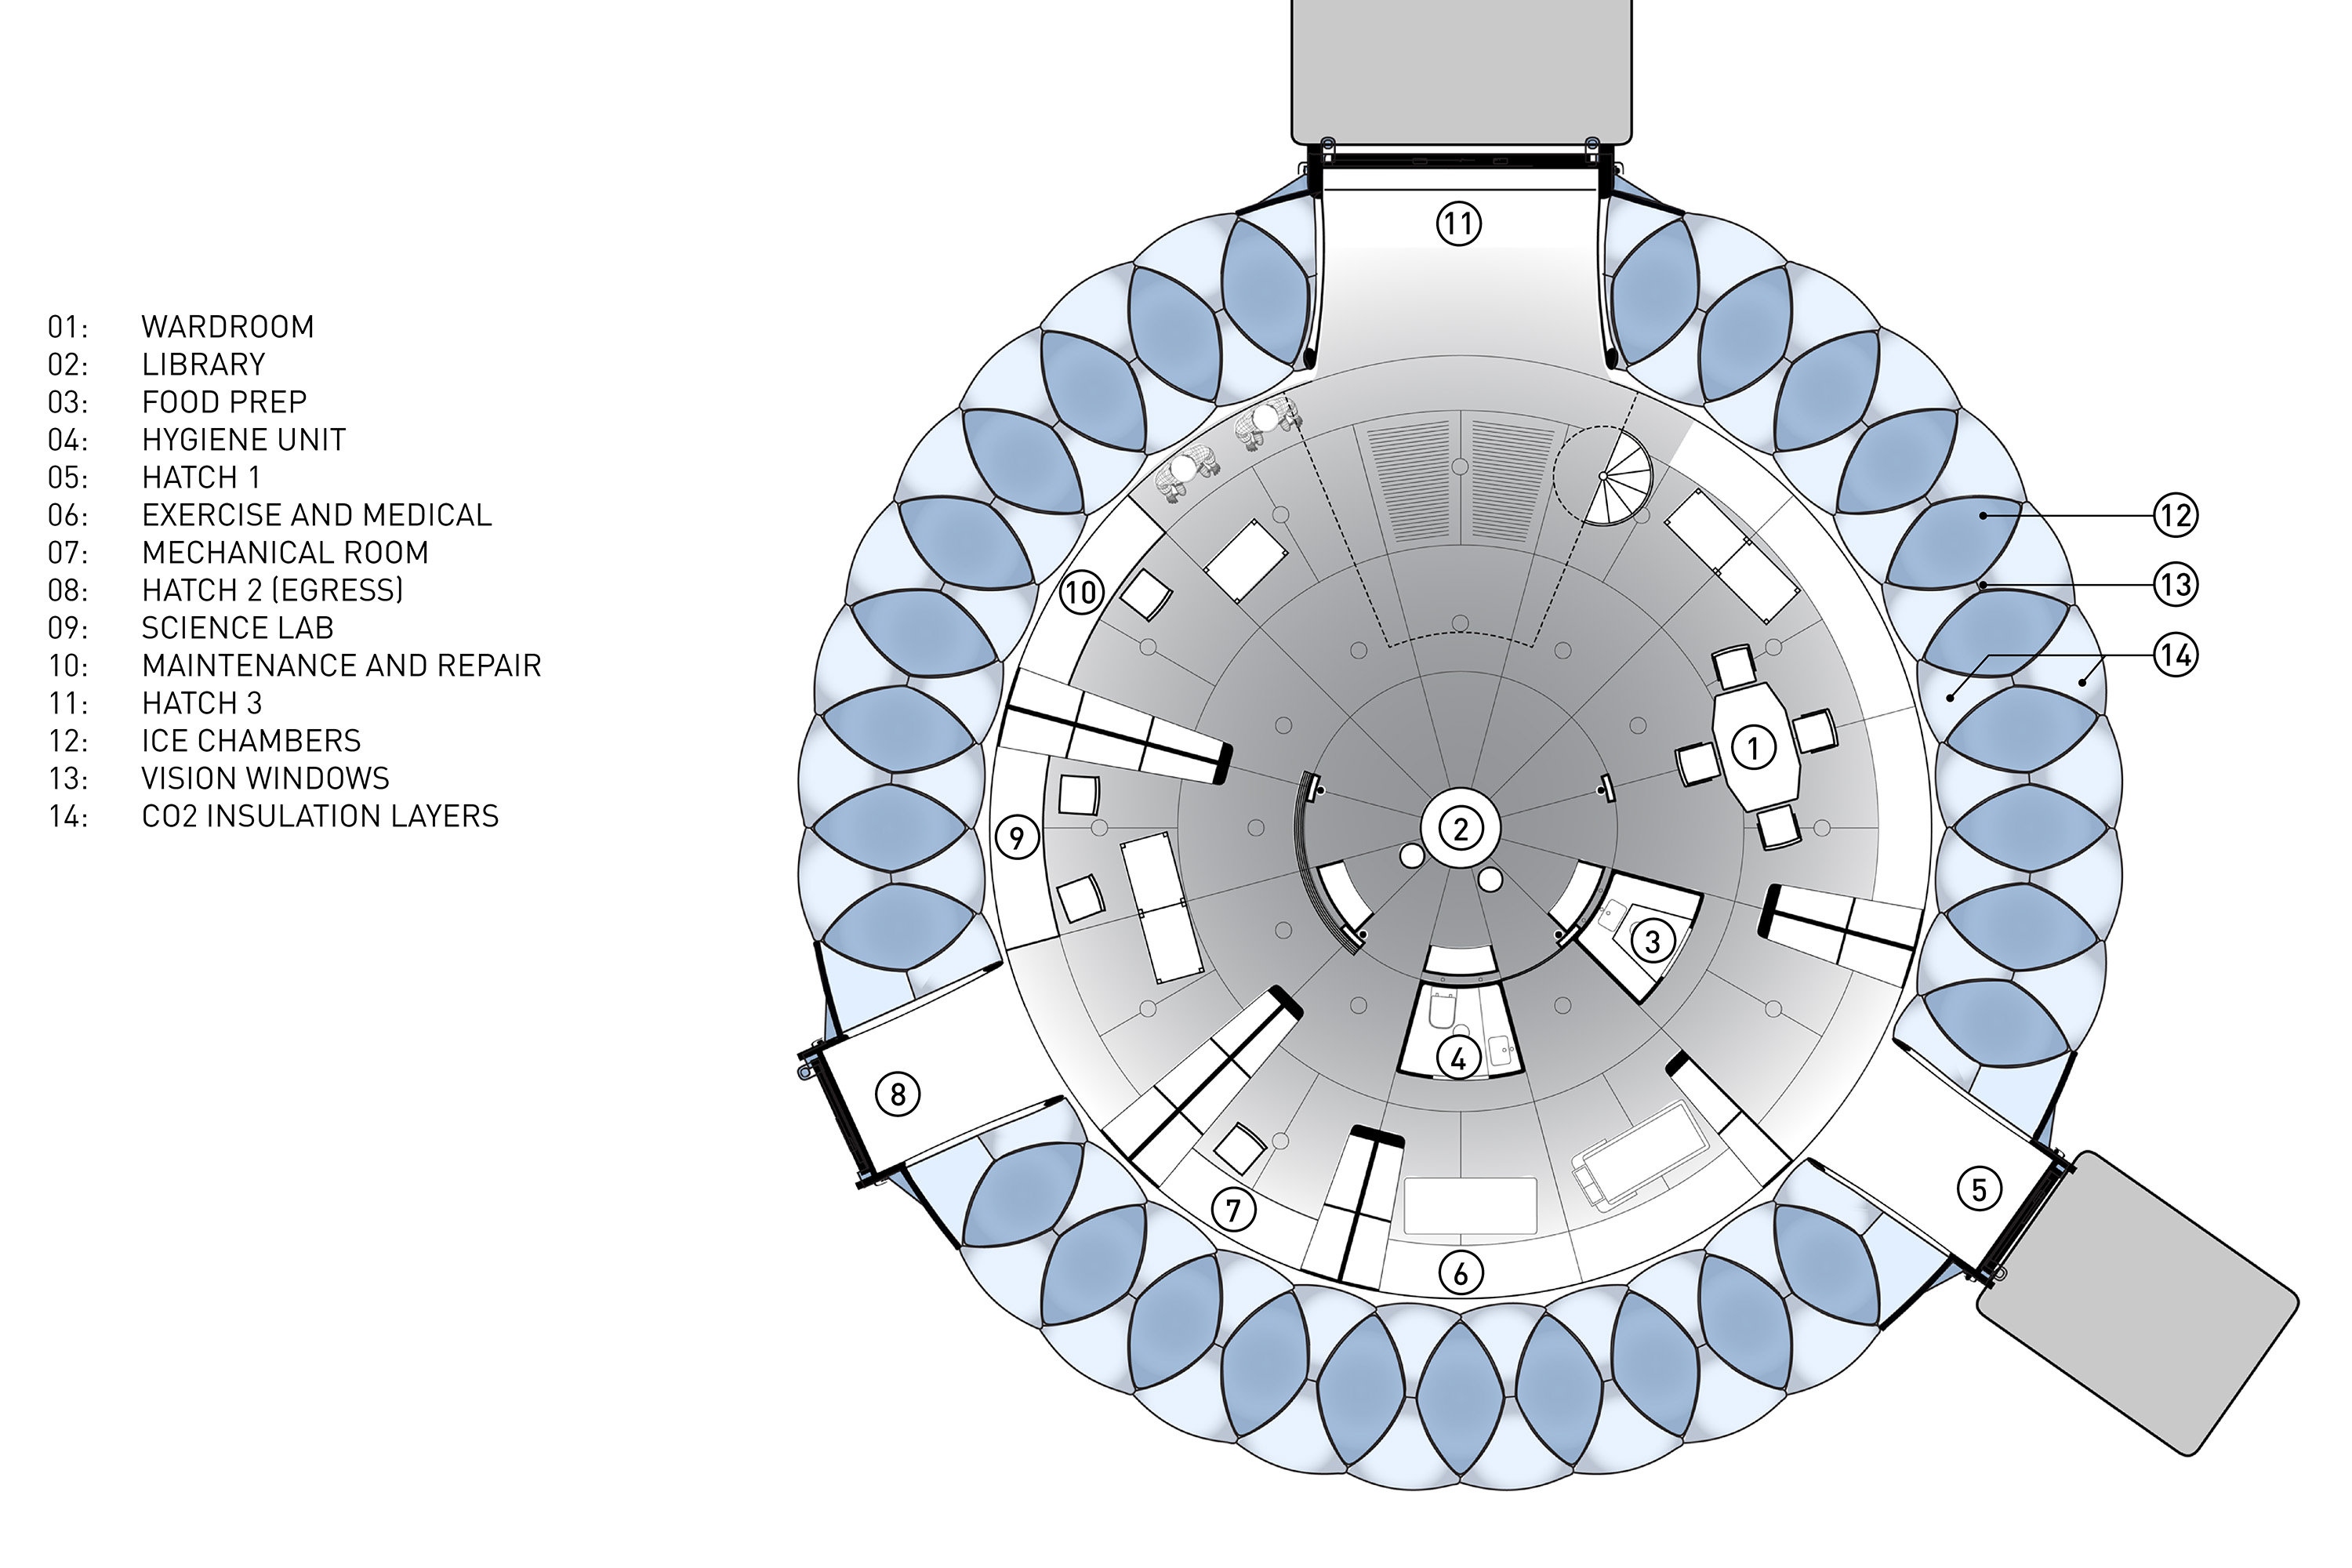 01: WARDROOM
02: LIBRARY
03: FOOD PREP
04: HYGIENE UNIT
05: HATCH 1
06: EXERCISE AND MEDICAL
07: MECHANICAL ROOM
08: HATCH 2 (EGRESS)
09: SCIENCE LAB
10: MAINTENANCE AND REPAIR
11: HATCH 3
12: ICE CHAMBERS
13: VISION WINDOWS
14: CO2 INSULATION LAYERS
11
12
13
10
14
1
2
9
3
4
8
5
7
6